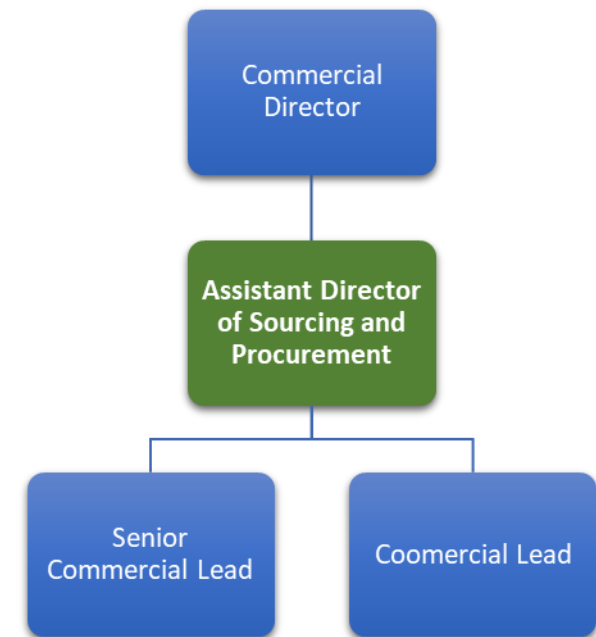 Commercial
Director
Assistant Director
of Sourcing and
Procurement
Senior
Commercial Lead
Coomercial Lead